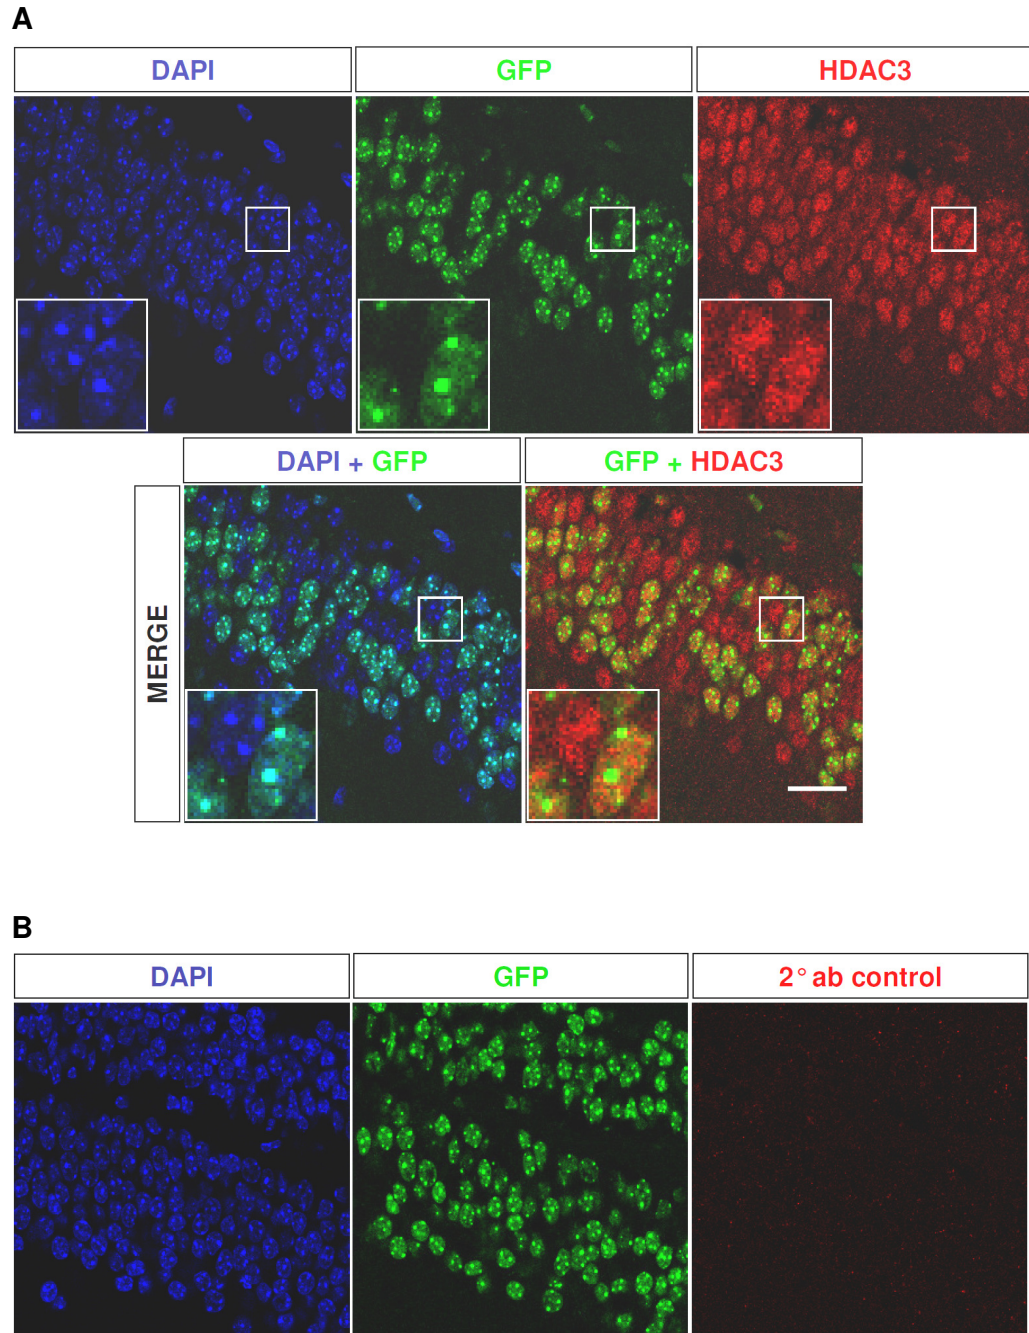 A
DAPI
GFP
HDAC3
DAPI + GFP
GFP + HDAC3
MERGE
B
DAPI
GFP
2° ab control